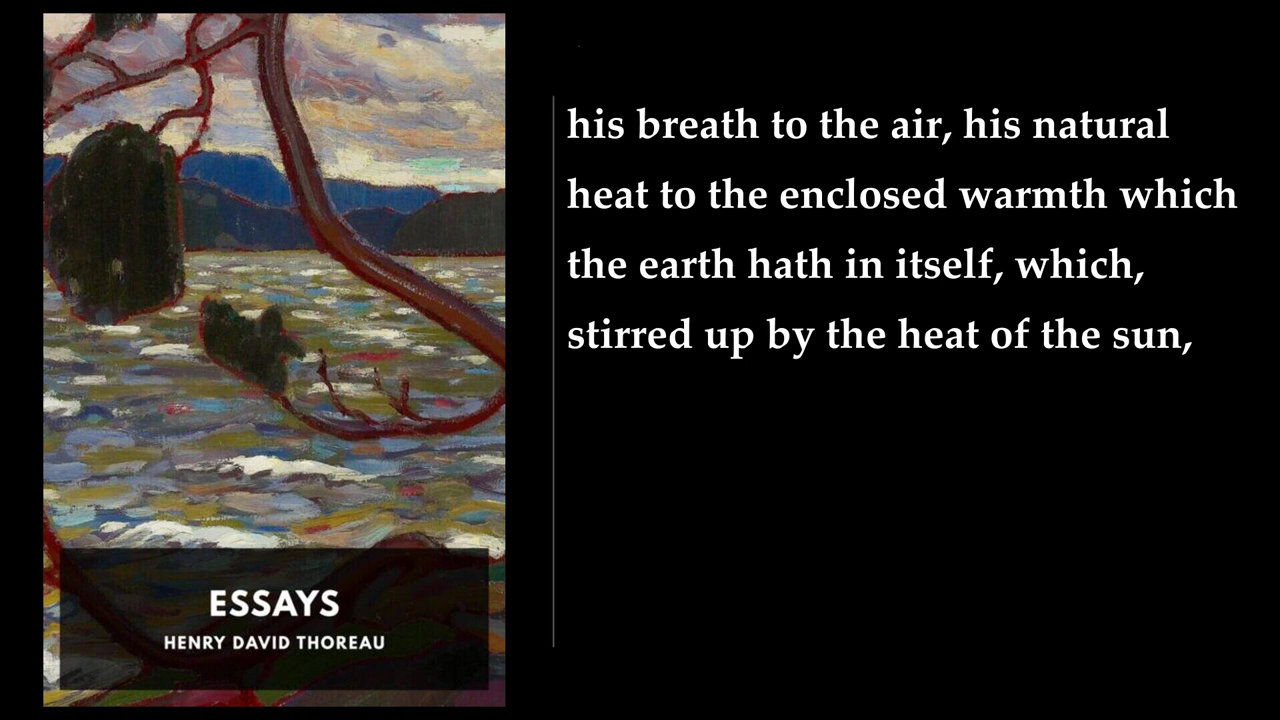 his breath to the air, his natural
heat to the enclosed warmth which
the earth hath in itself, which,
stirred up by the heat of the sun,
ESSAYS
HENRY DAVID THOREAU